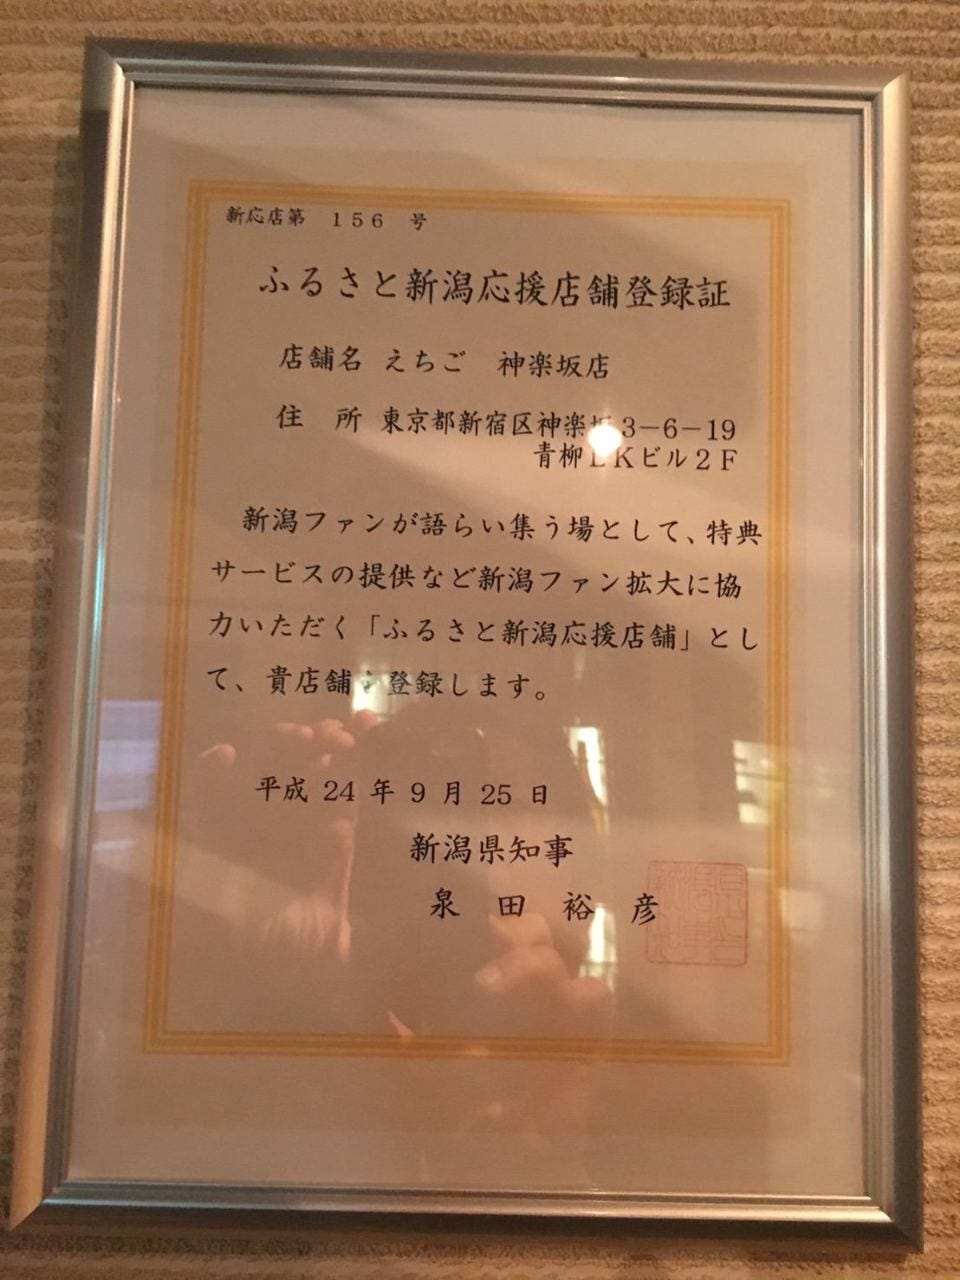 新応店第 156 号
ふるさと新潟応援店舗登録証
店舗名 えちご 神楽坂店
住 所 東京都新宿区神楽坂3-6-19
青柳LKビル2F
新潟ファンが語らい集う場として、特典
サービスの提供など新潟ファン拡大に協
力いただく「ふるさと新潟応援店舗」とし
て、貴店舗を登録します。
平成 24 年 9 月 25 日
新潟県知事
泉 田 裕 彦